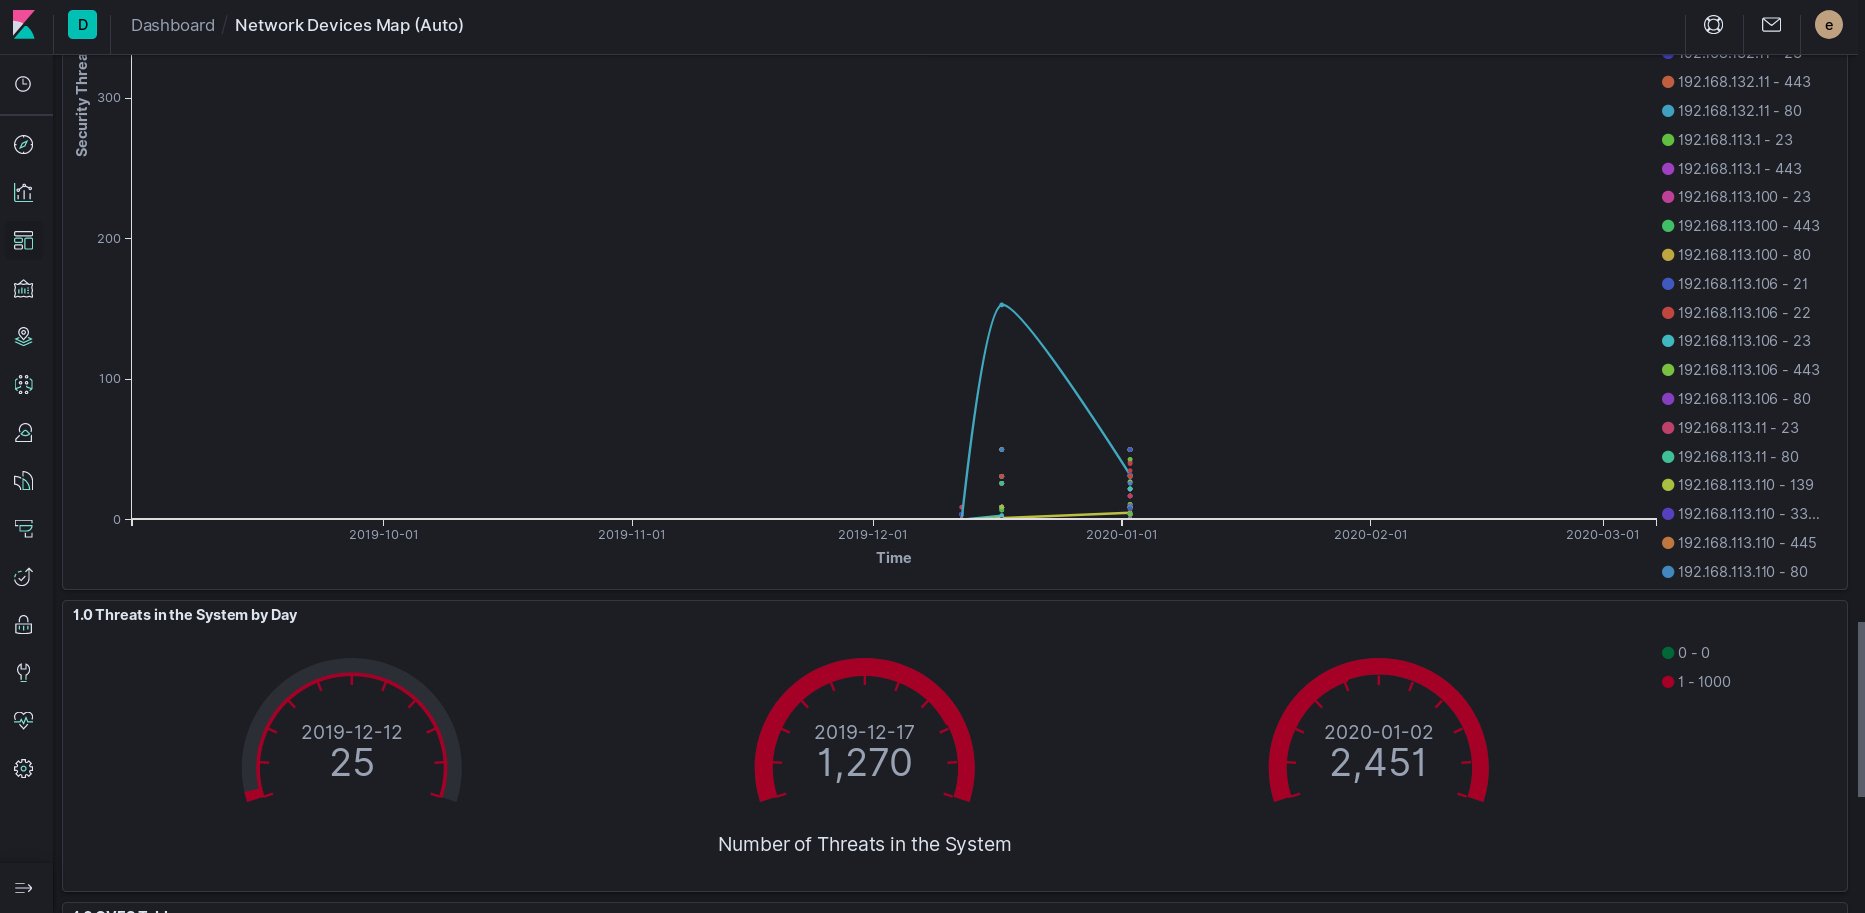 D
Dashboard / Network Devices Map (Auto)
e
300
200
100
0
2019-10-01
2019-11-01
2019-12-01
2020-01-01
2020-02-01
2020-03-01
Time
192.168.132.11 - 443
192.168.132.11 - 80
192.168.113.1 - 23
192.168.113.1 - 443
192.168.113.100 - 23
192.168.113.100 - 443
192.168.113.100 - 80
192.168.113.106 - 21
192.168.113.106 - 22
192.168.113.106 - 23
192.168.113.106 - 443
192.168.113.106 - 80
192.168.113.11 - 23
192.168.113.11 - 80
192.168.113.110 - 139
192.168.113.110 - 33...
192.168.113.110 - 445
192.168.113.110 - 80
Security Threa
1.0 Threats in the System by Day
2019-12-12
25
2019-12-17
1,270
2020-01-02
2,451
Number of Threats in the System
0 - 0
1 - 1000